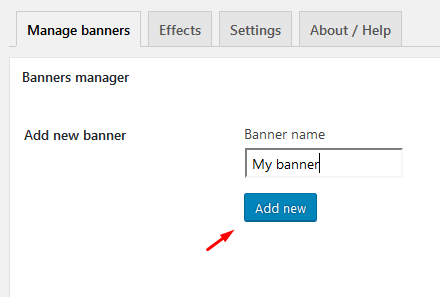 Manage banners
Effects
Settings
About / Help
Banners manager
Add new banner
Banner name
My banner
Add new